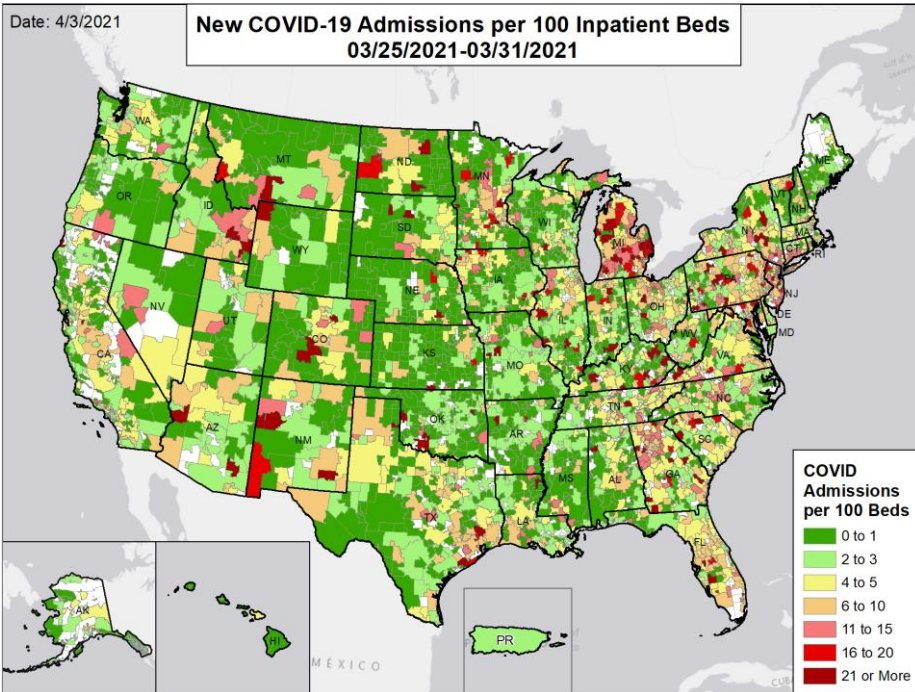 Date: 4/3/2021
New COVID-19 Admissions per 100 Inpatient Beds
03/25/2021-03/31/2021
WA
MT
ND
MN
ME
OR
ID
SD
WI
VT
NH
WY
MI
N
MA
CT
RI
NE
IA
PA
NJ
NV
UT
CO
IL
IN
OH
DE
MD
CA
KS
MO
WV
VA
KY
AZ
NM
OK
AR
TN
NC
SC
MS
AL
GA
TX
LA
FL
AK
HI
PR
MÉXICO
CUB
COVID
Admissions
per 100 Beds
0 to 1
2 to 3
4 to 5
6 to 10
11 to 15
16 to 20
21 or More